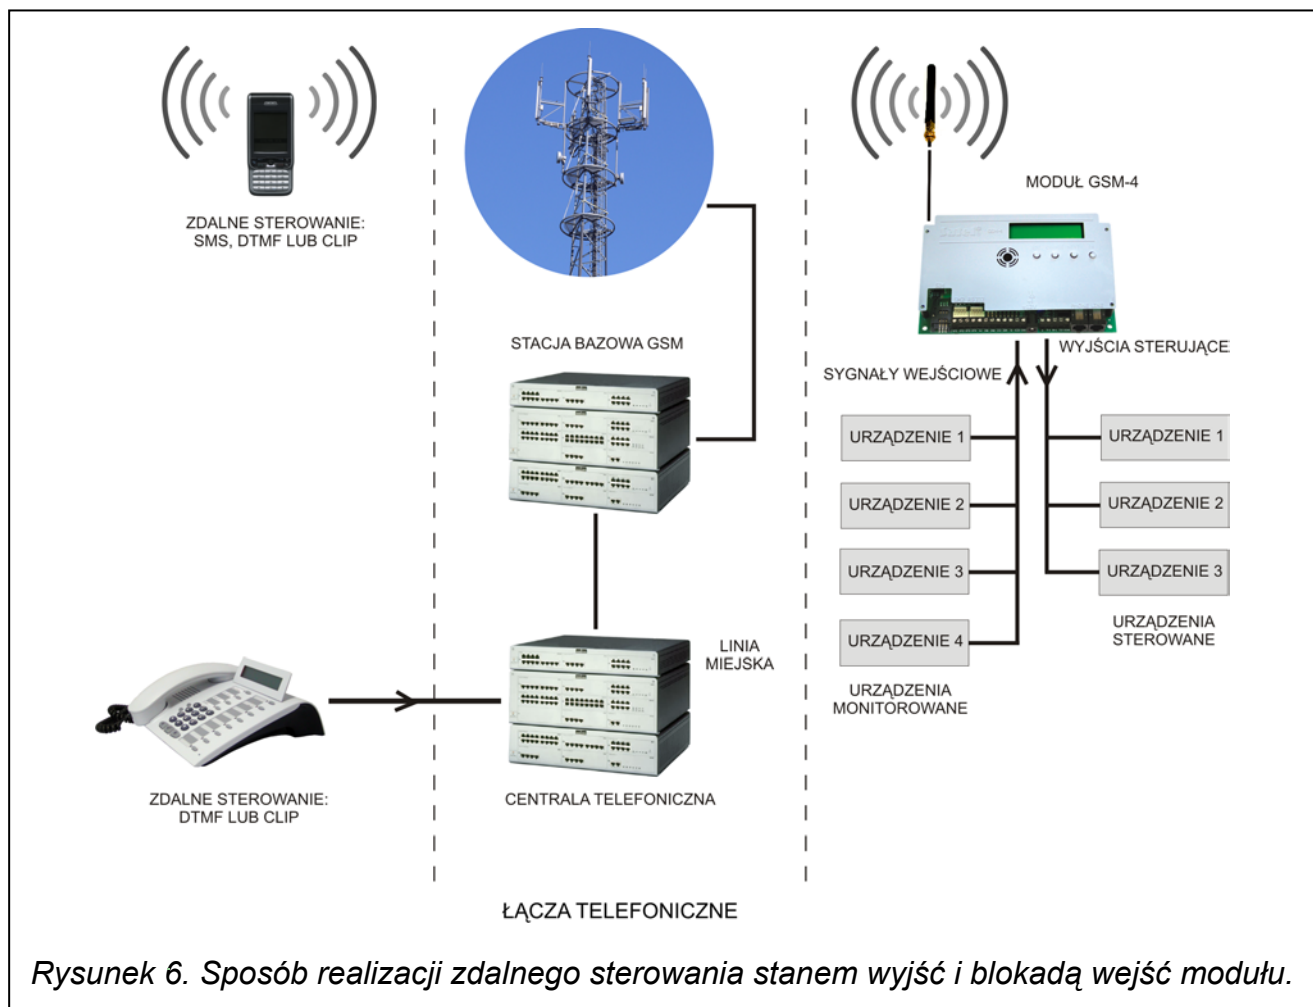 ZDALNE STEROWANIE:
SMS, DTMF LUB CLIP
STACJA BAZOWA GSM
MODUŁ GSM-4
WYJŚCIA STERUJĄCE
SYGNAŁY WEJŚCIOWE
URZĄDZENIE 1
URZĄDZENIE 1
URZĄDZENIE 2
URZĄDZENIE 2
URZĄDZENIE 3
URZĄDZENIE 3
URZĄDZENIE 4
URZĄDZENIA
STEROWANE
URZĄDZENIA
MONITOROWANE
LINIA
MIEJSKA
ZDALNE STEROWANIE:
DTMF LUB CLIP
CENTRALA TELEFONICZNA
ŁĄCZA TELEFONICZNE
Rysunek 6. Sposób realizacji zdalnego sterowania stanem wyjść i blokadą wejść modułu.